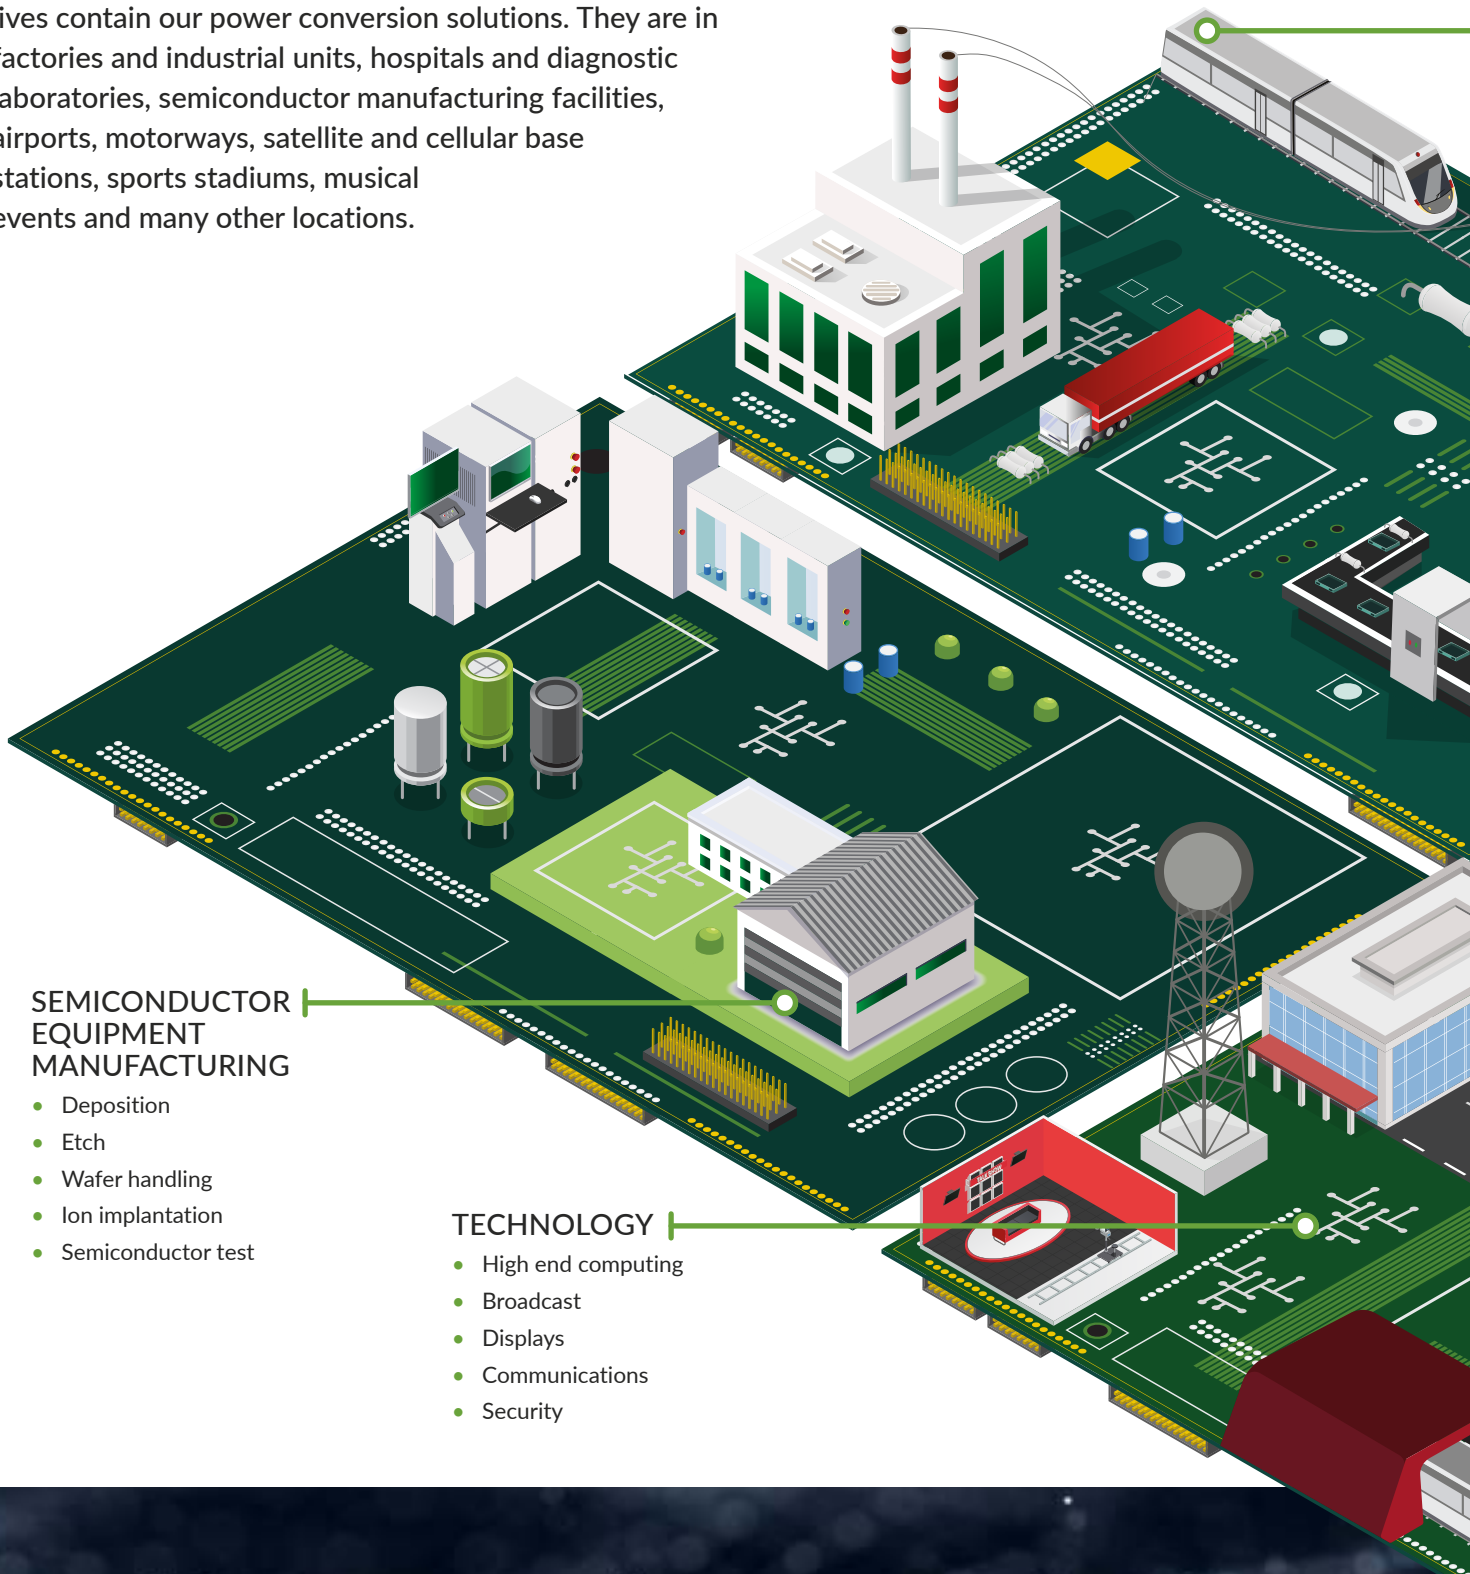 ives contain our power conversion solutions. They are in
factories and industrial units, hospitals and diagnostic
laboratories, semiconductor manufacturing facilities,
airports, motorways, satellite and cellular base
stations, sports stadiums, musical
events and many other locations.
SEMICONDUCTOR
EQUIPMENT
MANUFACTURING
• Deposition
• Etch
• Wafer handling
• Ion implantation
• Semiconductor test
TECHNOLOGY
• High end computing
• Broadcast
• Displays
• Communications
• Security